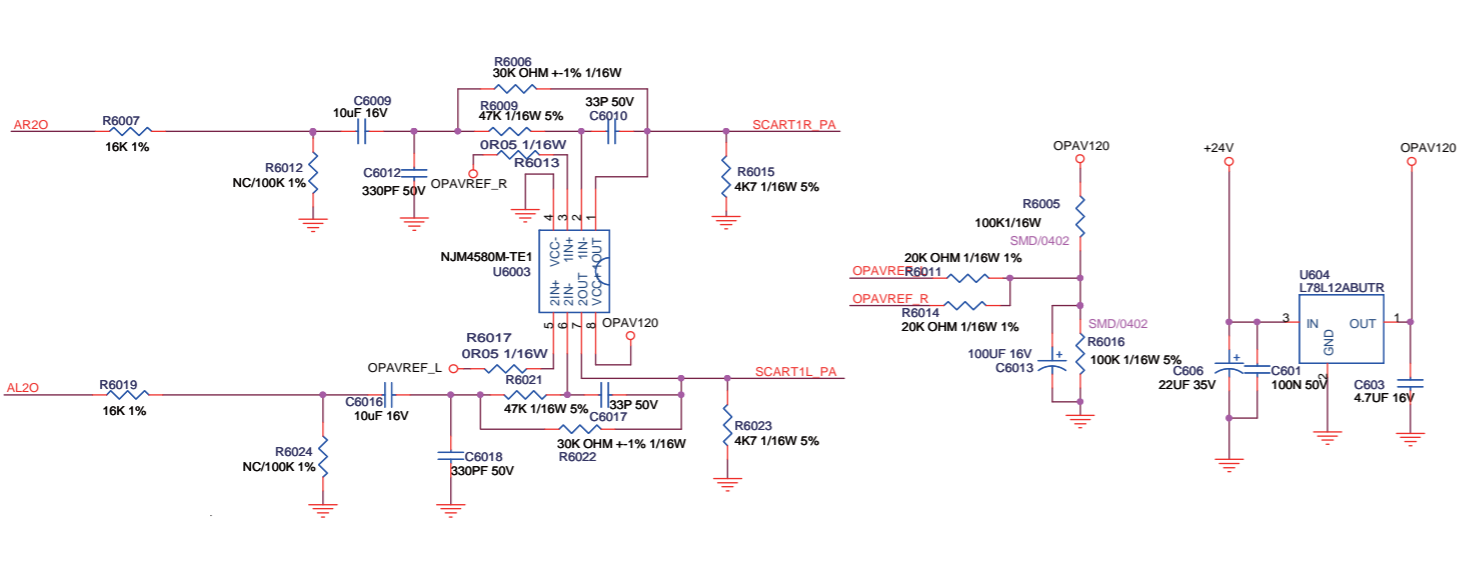 R6006
30K OHM +-1% 1/16W
C6009
10uF 16V
R6009
47K 1/16W 5%
33P 50V
C6010
AR2O
R6007
16K 1%
SCART1R_PA
0R05 1/16W
R6013
R6012
NC/100K 1%
C6012
330PF 50V
OPAVREF_R
R6015
4K7 1/16W 5%
4
3
2
1
VCC-
1IN+
1IN-
1OUT
NJM4580M-TE1
U6003
2IN+
2IN-
2OUT
VCC+
5
6
7
8
OPAV120
R6017
0R05 1/16W
OPAVREF_L
SCART1L_PA
AL2O
R6019
16K 1%
C6016
10uF 16V
R6021
47K 1/16W 5%
33P 50V
C6017
R6023
4K7 1/16W 5%
30K OHM +-1% 1/16W
R6022
R6024
NC/100K 1%
C6018
330PF 50V
OPAV120
R6005
100K1/16W
SMD/0402
20K OHM 1/16W 1%
R6011
OPAVREF_R
R6014
20K OHM 1/16W 1%
SMD/0402
R6016
100K 1/16W 5%
100UF 16V
C6013
+
+24V
OPAV120
U604
L78L12ABUTR
3
IN
OUT
1
GND
2
+
C606
22UF 35V
C601
100N 50V
C603
4.7UF 16V